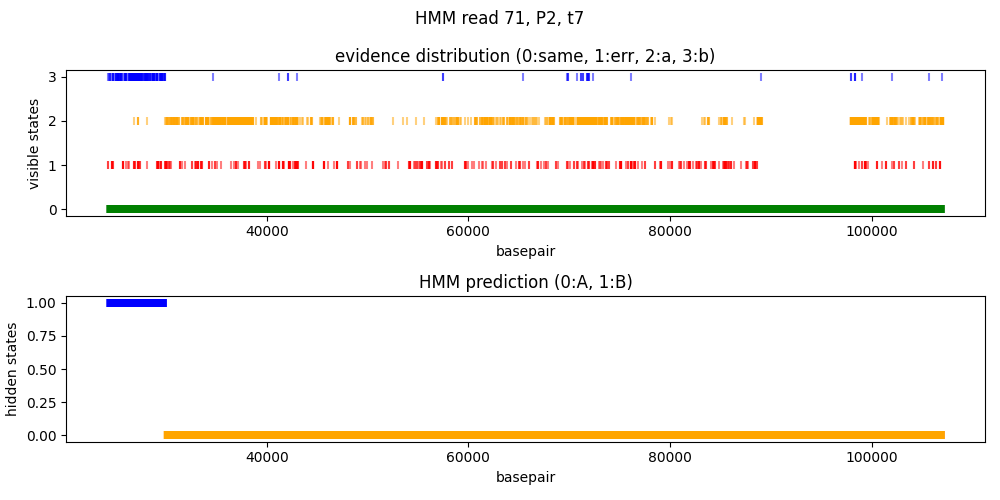 HMM read 71, P2, t7
evidence distribution (0:same, 1:err, 2:a, 3:b)
visible states
3
2
1
0
40000 60000 80000 100000
basepair
HMM prediction (0:A, 1:B)
hidden states
1.00
0.75
0.50
0.25
0.00
40000 60000 80000 100000
basepair